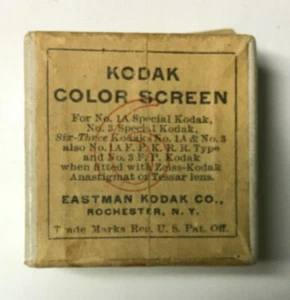 KODAK
COLOR SCREEN
For No. 1A Special Kodak,
No. 3 Special Kodak,
Six-Three Kodaks No. 1A & No. 3
also No. 1A F. P. K. R. R. Type
and No. 3 F. P. Kodak
when fitted with Zeiss-Kodak
Anastigmat or Tessar lens.
EASTMAN KODAK CO.,
ROCHESTER, N. Y.
Trade Marks Reg. U. S. Pat. Off.